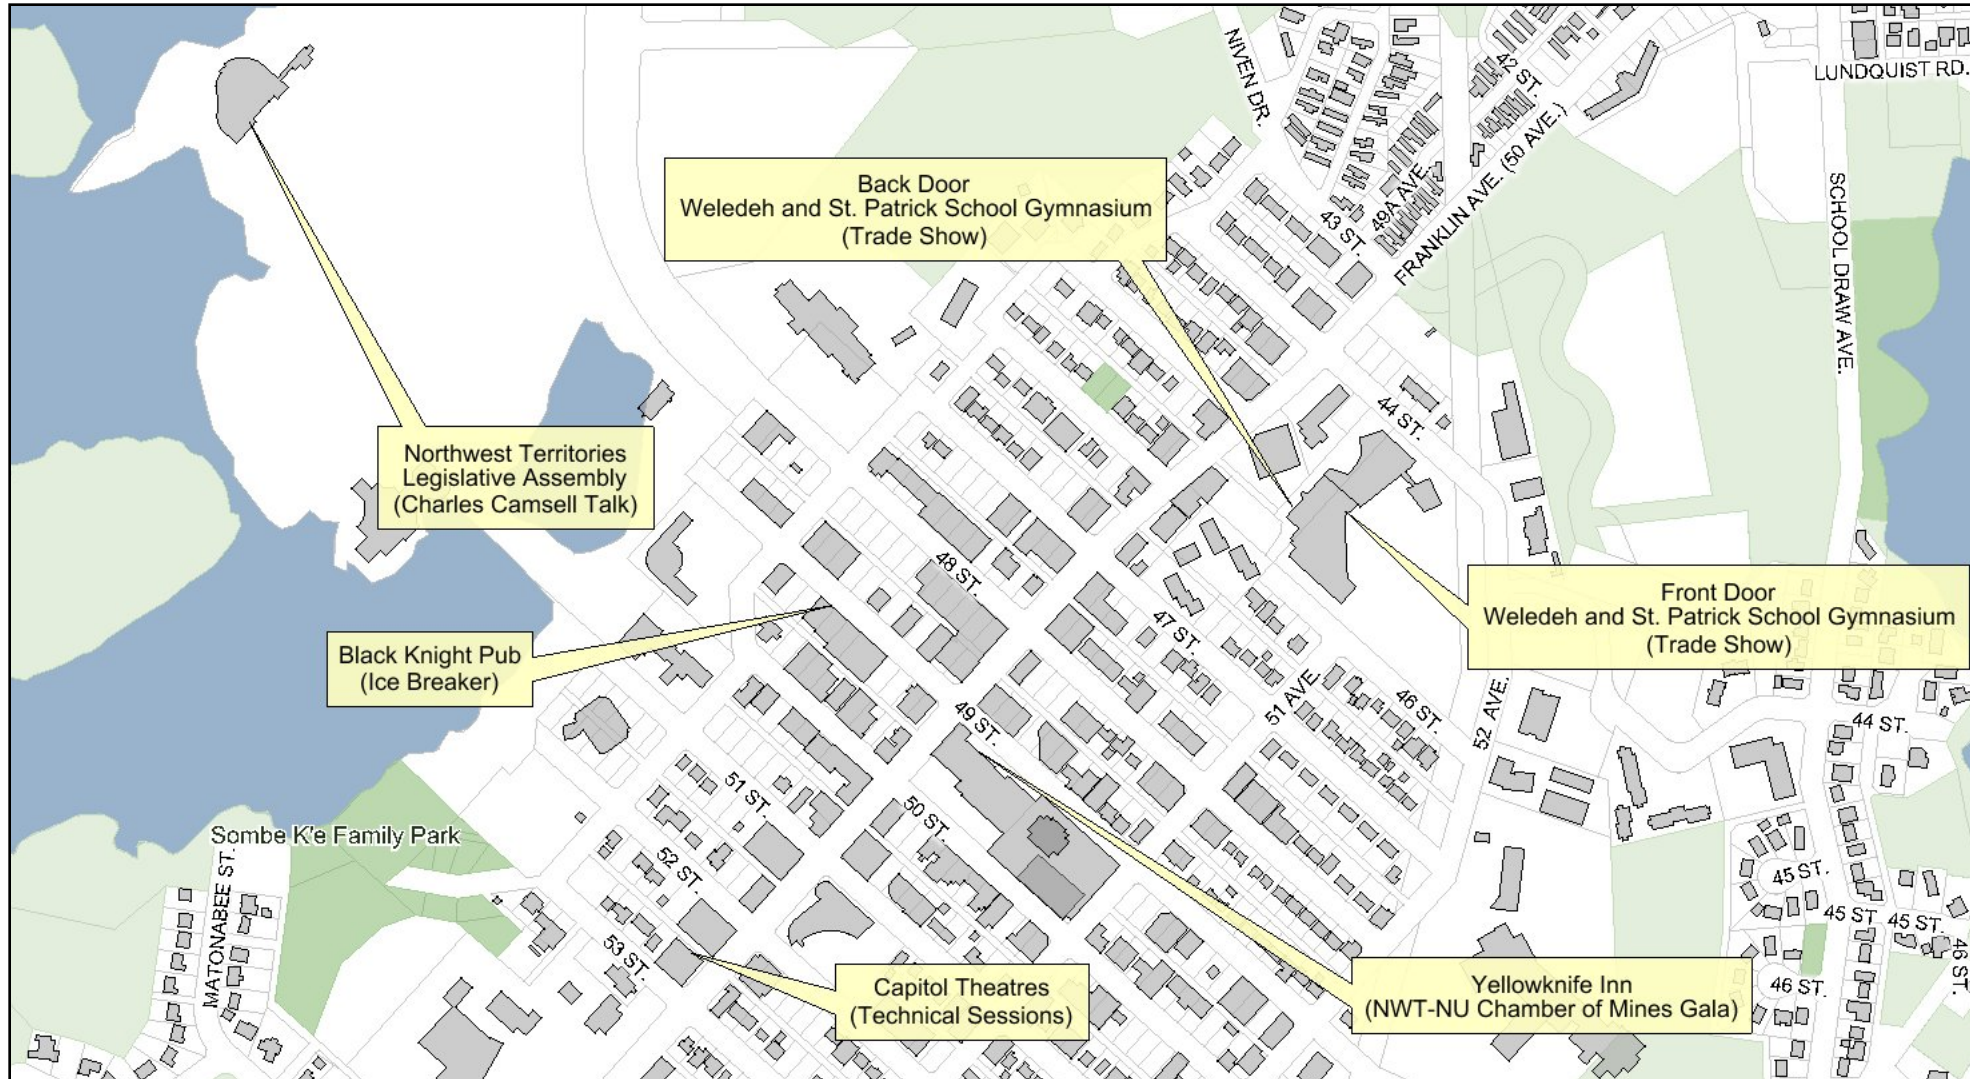 NIVEN DR.
42 ST.
LUNDQUIST RD.
Back Door
Weledeh and St. Patrick School Gymnasium
(Trade Show)
49A AVE.
43 ST.
FRANKLIN AVE. (50 AVE.)
SCHOOL DRAW AVE.
44 ST.
Northwest Territories
Legislative Assembly
(Charles Camsell Talk)
48 ST.
Front Door
Weledeh and St. Patrick School Gymnasium
(Trade Show)
47 ST.
Black Knight Pub
(Ice Breaker)
51 AVE.
46 ST.
49 ST.
52 AVE.
44 ST.
51 ST.
50 ST.
Sombe K'e Family Park
52 ST.
45 ST.
MATONABEE ST.
45 ST
45 ST.
53 ST.
46 ST.
46 ST.
Capitol Theatres
(Technical Sessions)
Yellowknife Inn
(NWT-NU Chamber of Mines Gala)